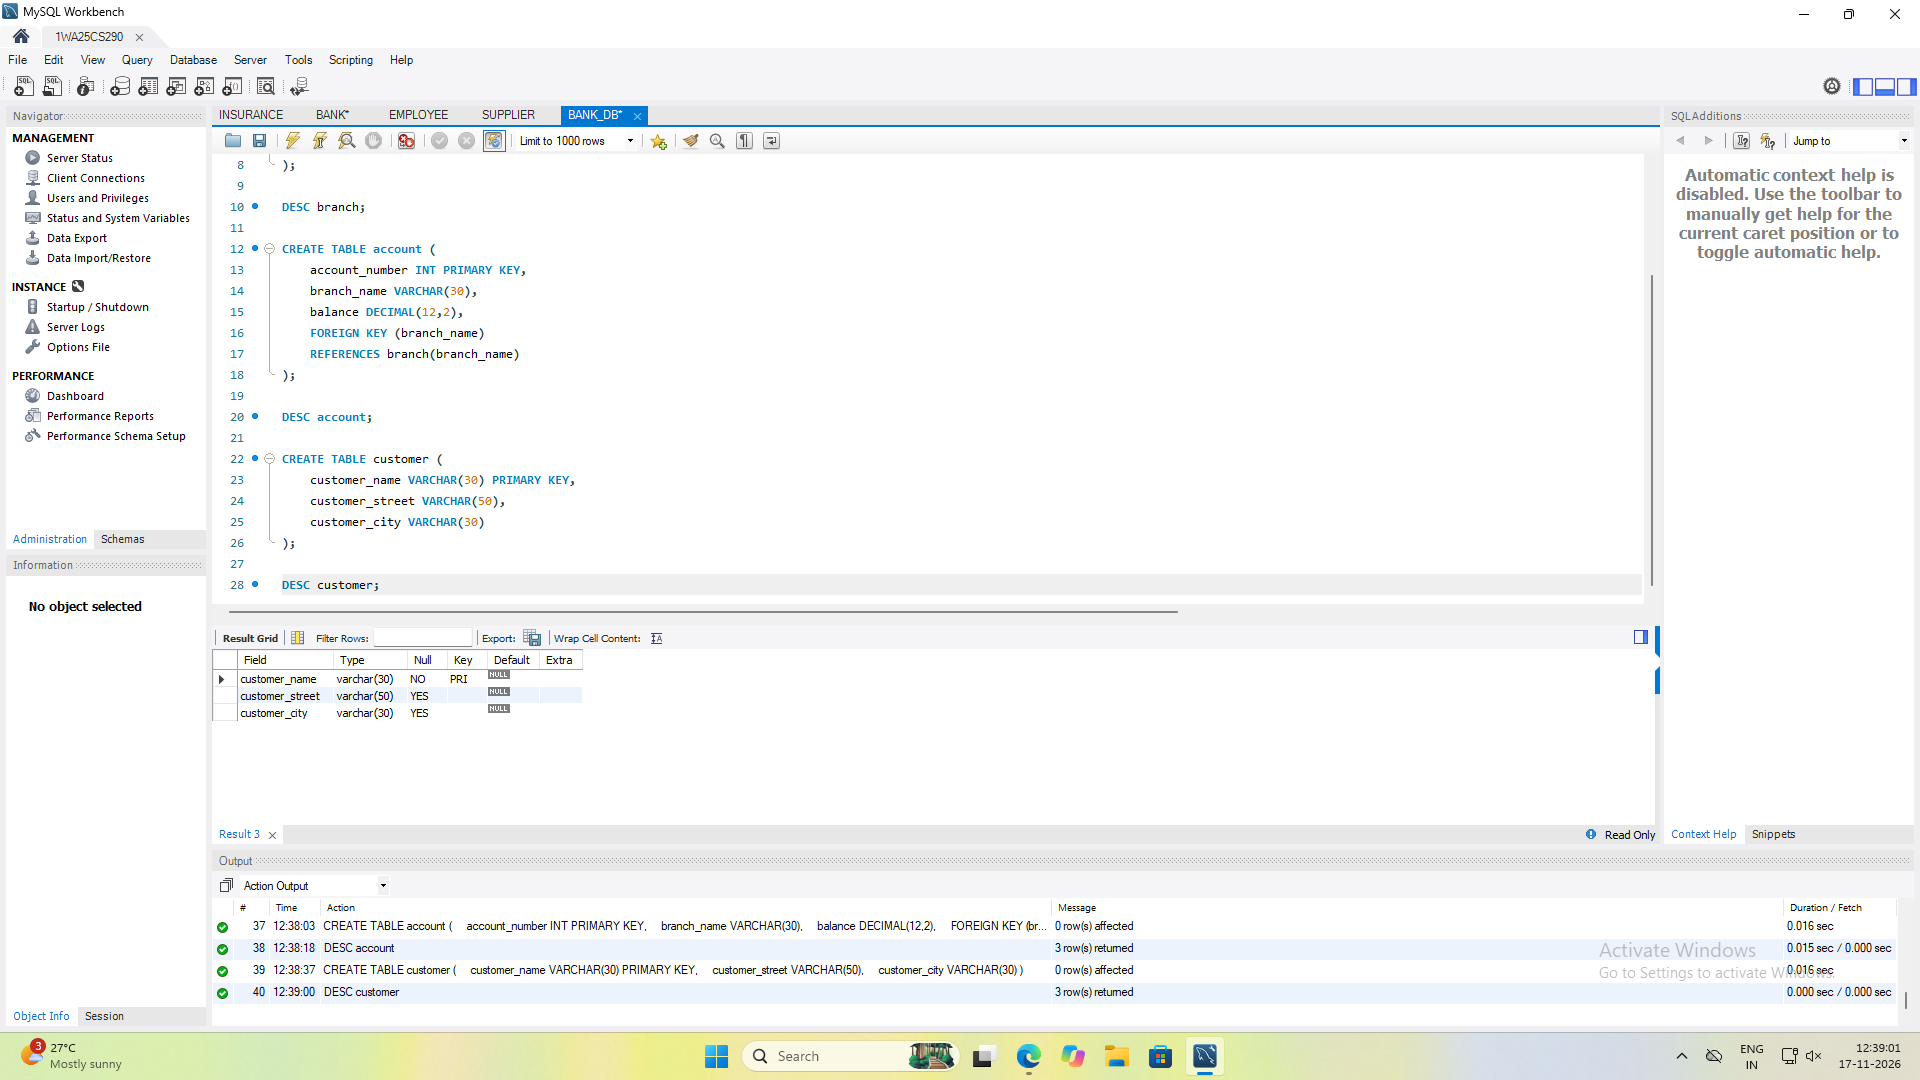 MySQL Workbench
1WA25CS290
File Edit View Query Database Server Tools Scripting Help
Navigator
MANAGEMENT
Server Status
Client Connections
Users and Privileges
Status and System Variables
Data Export
Data Import/Restore
INSTANCE
Startup / Shutdown
Server Logs
Options File
PERFORMANCE
Dashboard
Performance Reports
Performance Schema Setup
Administration Schemas
Information
No object selected
Object Info Session
INSURANCE BANK* EMPLOYEE SUPPLIER BANK_DB*
Limit to 1000 rows
8 );
9
10 DESC branch;
11
12 CREATE TABLE account (
13 account_number INT PRIMARY KEY,
14 branch_name VARCHAR(30),
15 balance DECIMAL(12,2),
16 FOREIGN KEY (branch_name)
17 REFERENCES branch(branch_name)
18 );
19
20 DESC account;
21
22 CREATE TABLE customer (
23 customer_name VARCHAR(30) PRIMARY KEY,
24 customer_street VARCHAR(50),
25 customer_city VARCHAR(30)
26 );
27
28 DESC customer;
Result Grid Filter Rows: Export: Wrap Cell Content:
Field Type Null Key Default Extra
customer_name varchar(30) NO PRI NULL
customer_street varchar(50) YES NULL
customer_city varchar(30) YES NULL
Result 3 Read Only
SQLAdditions
Jump to
Automatic context help is
disabled. Use the toolbar to
manually get help for the
current caret position or to
toggle automatic help.
Context Help Snippets
Output
Action Output
# Time Action Message Duration / Fetch
37 12:38:03 CREATE TABLE account ( account_number INT PRIMARY KEY, branch_name VARCHAR(30), balance DECIMAL(12,2), FOREIGN KEY (br... 0 row(s) affected 0.016 sec
38 12:38:18 DESC account 3 row(s) returned 0.015 sec / 0.000 sec
39 12:38:37 CREATE TABLE customer ( customer_name VARCHAR(30) PRIMARY KEY, customer_street VARCHAR(50), customer_city VARCHAR(30) ) 0 row(s) affected 0.016 sec
40 12:39:00 DESC customer 3 row(s) returned 0.000 sec / 0.000 sec
Activate Windows
Go to Settings to activate Windows.
3
27°C
Mostly sunny
Search
ENG
IN
12:39:01
17-11-2026